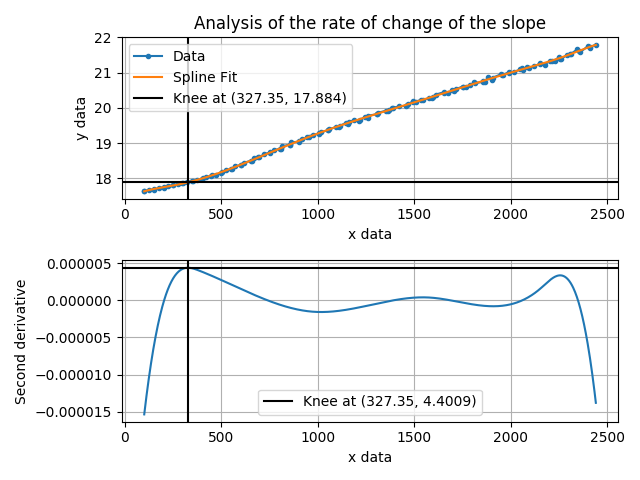 Analysis of the rate of change of the slope
22
21
20
19
18
y data
Data
Spline Fit
Knee at (327.35, 17.884)
0
500
1000
1500
2000
2500
x data
0.000005
0.000000
−0.000005
−0.000010
−0.000015
Second derivative
Knee at (327.35, 4.4009)
0
500
1000
1500
2000
2500
x data